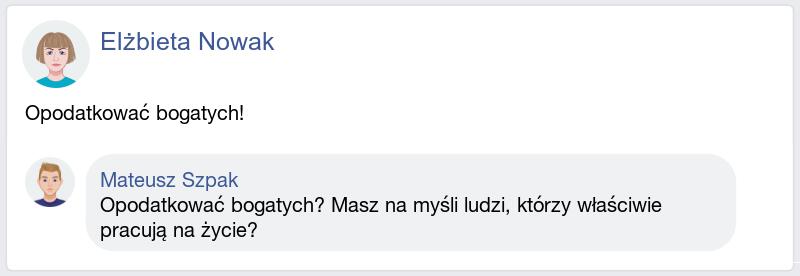 Elżbieta Nowak
Opodatkować bogatych!
Mateusz Szpak
Opodatkować bogatych? Masz na myśli ludzi, którzy właściwie
pracują na życie?